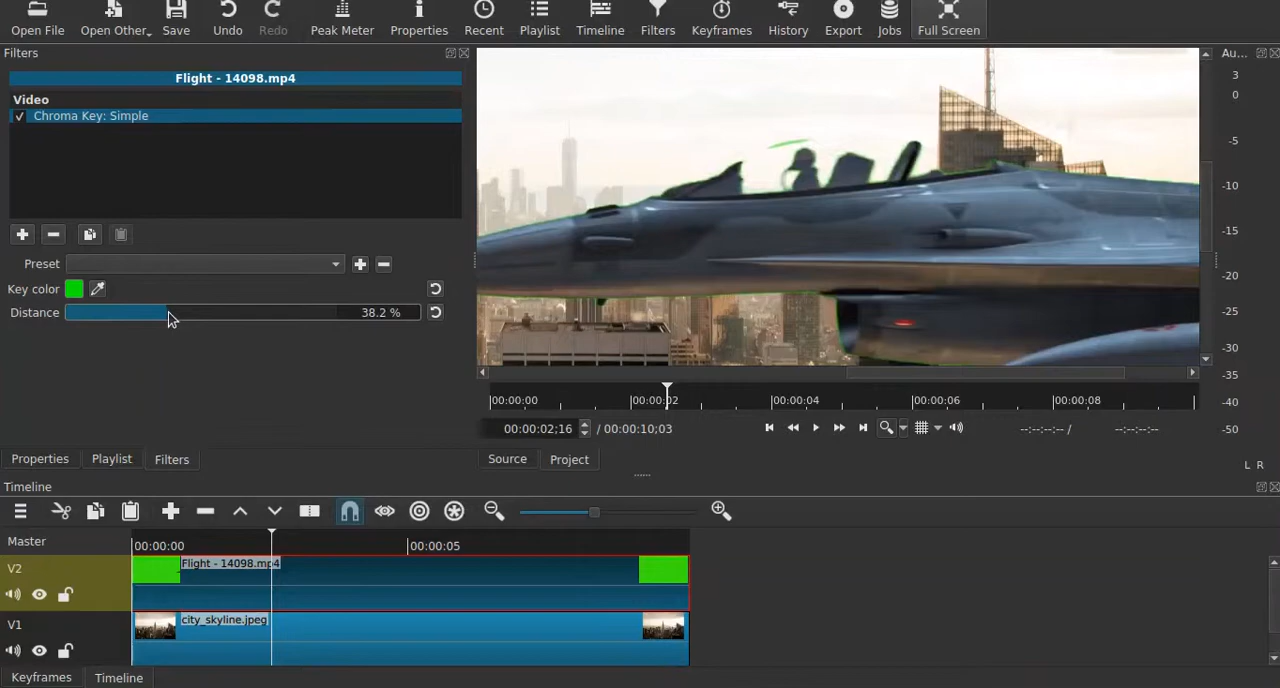 Open File Open Other. Save Undo Redo Peak Meter Properties Recent Playlist Timeline Filters Keyframes History Export Jobs Full Screen
Filters
Au...
Flight - 14098.mp4
Video
✓ Chroma Key: Simple
Preset
Key color
Distance 38.2 %
3
0
-5
-10
-15
-20
-25
-30
-35
-40
-50
00:00:00 00:00:02 00:00:04 00:00:06 00:00:08
00:00:02;16 / 00:00:10;03 --:--:--:-- / --:--:--:--
Properties Playlist Filters
Source Project
L R
Timeline
Master
00:00:00 00:00:05
V2
Flight - 14098.mp4
V1
city_skyline.jpeg
Keyframes Timeline